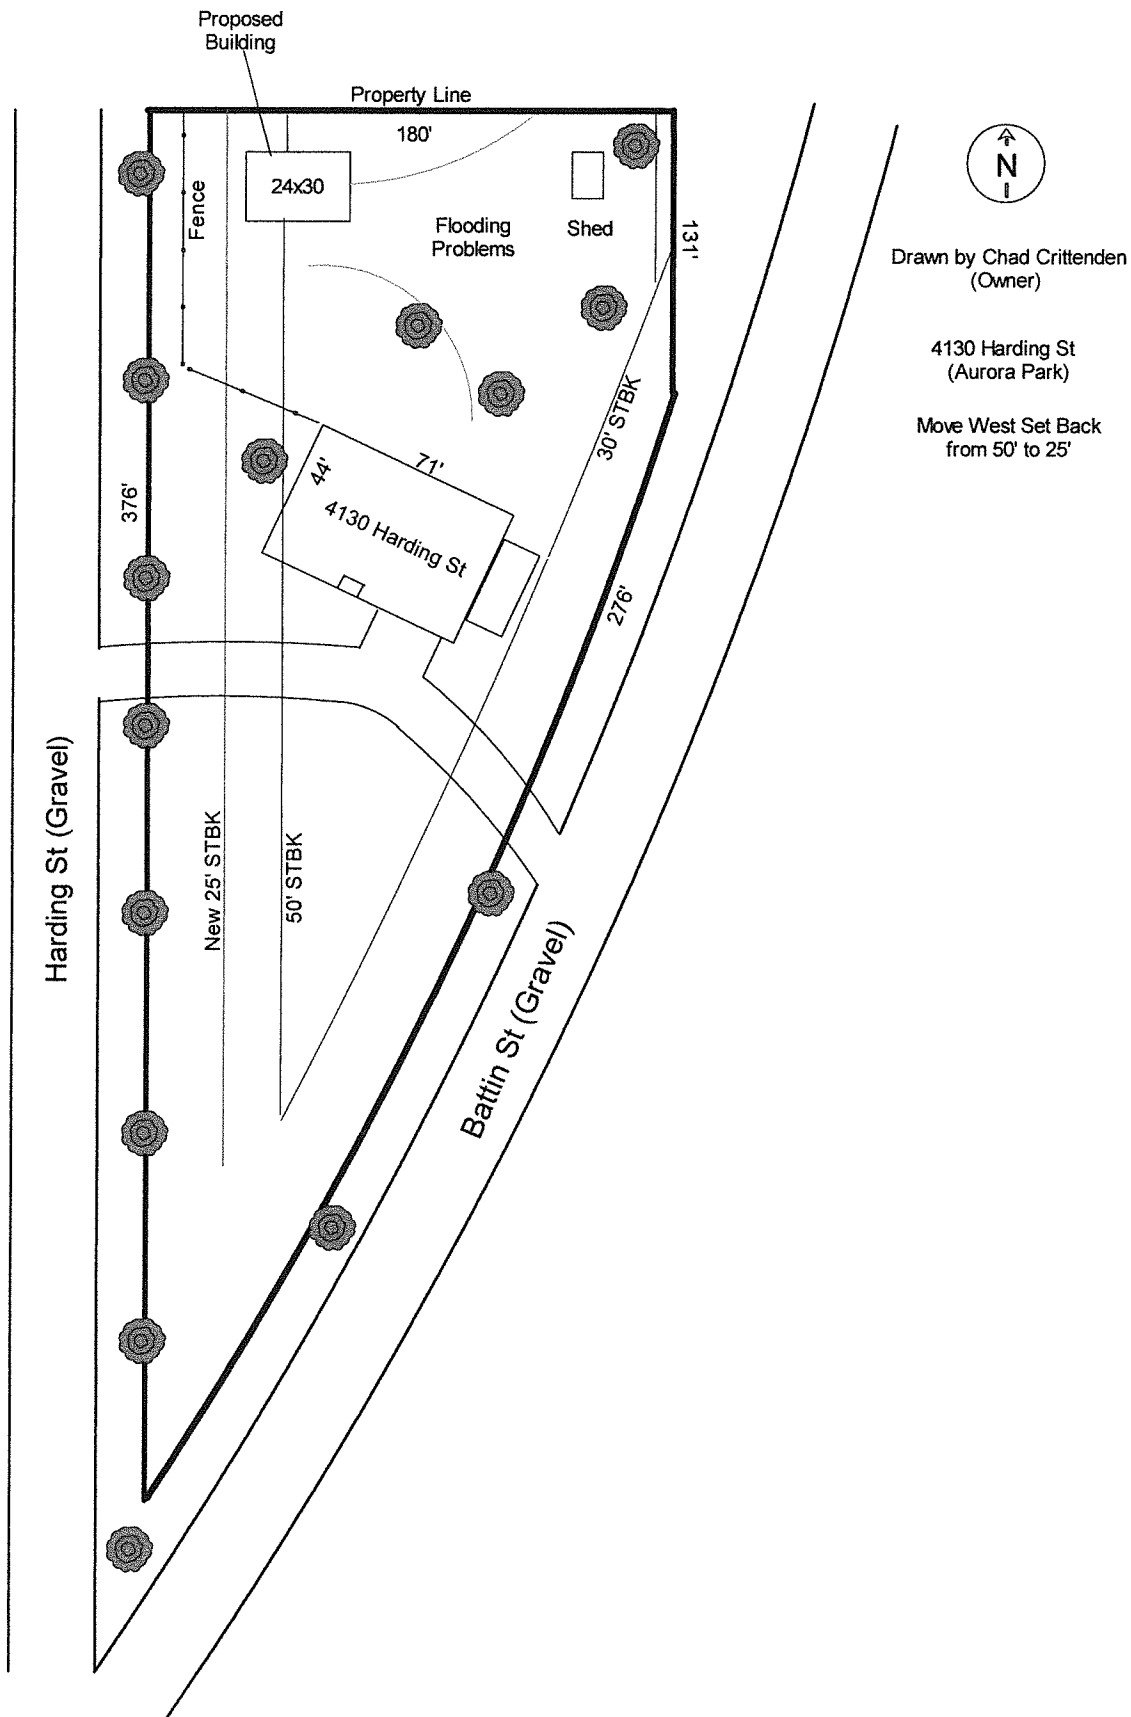 Proposed
Building
Property Line
180'
N
24x30
Fence
Flooding
Problems
Shed
131'
Drawn by Chad Crittenden
(Owner)
4130 Harding St
(Aurora Park)
Move West Set Back
from 50' to 25'
30' STBK
71'
44'
376'
4130 Harding St
276'
Harding St (Gravel)
New 25' STBK
50' STBK
Battin St (Gravel)